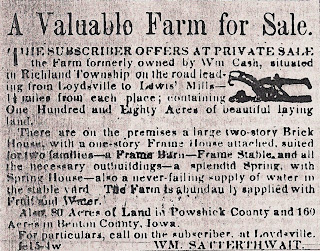 A Valuable Farm for Sale.
THE SUBSCRIBER OFFERS AT PRIVATE SALE
the Farm formerly owned by Wm Cash, situated
in Richland Township on the road lead-
ing from Loydsville to Lewis' Mills—
miles from each place; containing
One Hundred and Eighty Acres of beautiful laying
land.
There are on the premises a large two-story Brick
House, with a one-story Frame House attached, suited
for two families—a Frame Barn—Frame Stable, and all
the necessary outbuildings—a splendid Spring, with
Spring House—also a never-failing supply of water in
the stable yard The Farm is abundantly supplied with
Fruit and Water.
Also, 80 Acres of Land in Powshick County and 160
Acres in Benton County, Iowa.
For particulars, call on the subscriber, at Loydsville.
WM. SATTERTHWAIT.